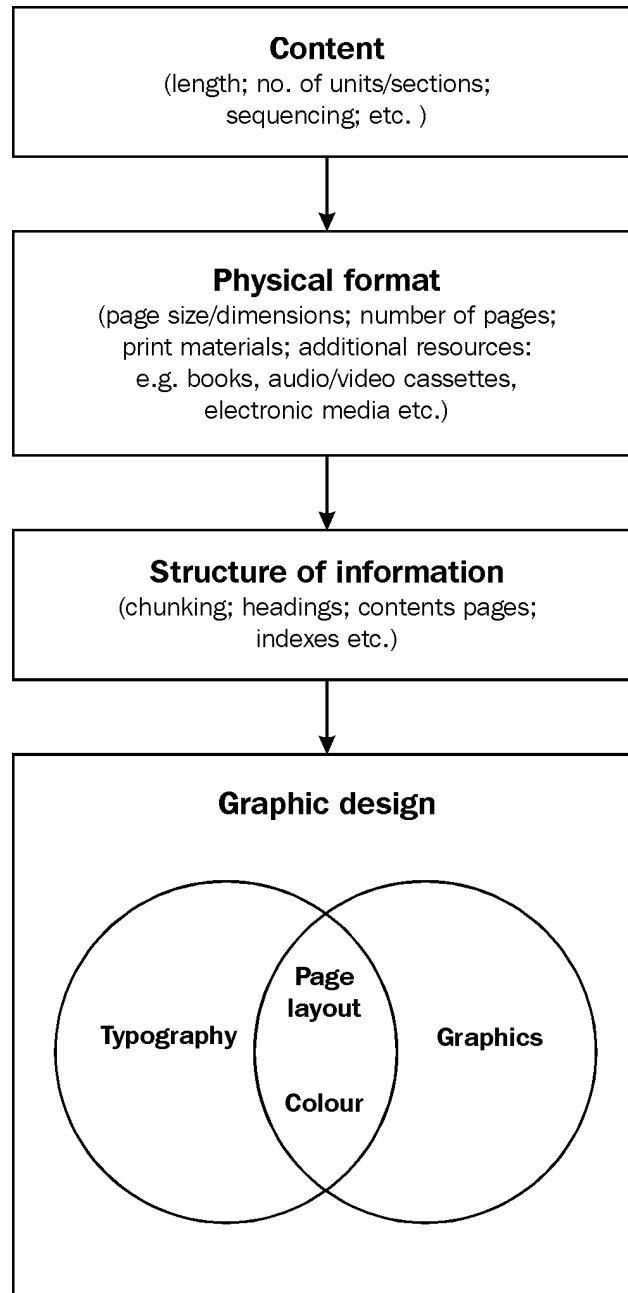 Content
(length; no. of units/sections;
sequencing; etc. )
Physical format
(page size/dimensions; number of pages;
print materials; additional resources:
e.g. books, audio/video cassettes,
electronic media etc.)
Structure of information
(chunking; headings; contents pages;
indexes etc.)
Graphic design
Page
layout
Typography
Graphics
Colour